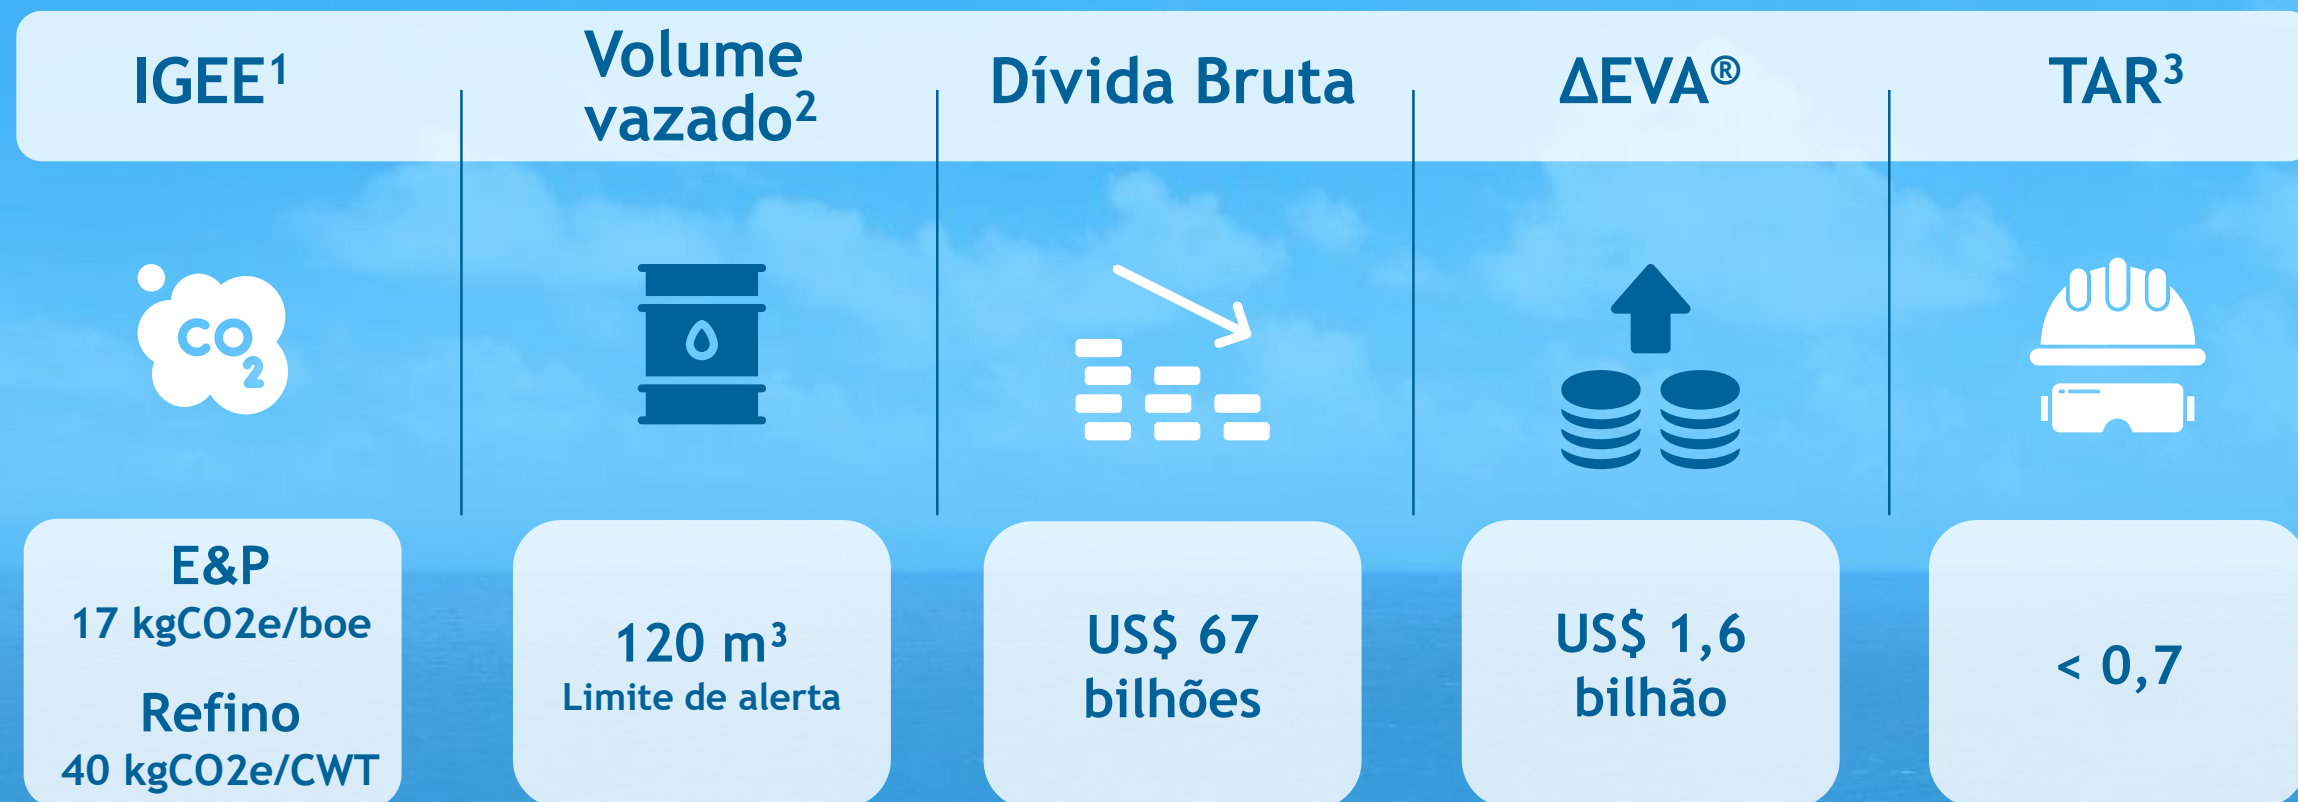 IGEE¹
Volume
vazado²
Dívida Bruta
ΔEVA®
TAR³
CO2
E&P
17 kgCO2e/boe
Refino
40 kgCO2e/CWT
120 m³
Limite de alerta
US$ 67
bilhões
US$ 1,6
bilhão
< 0,7